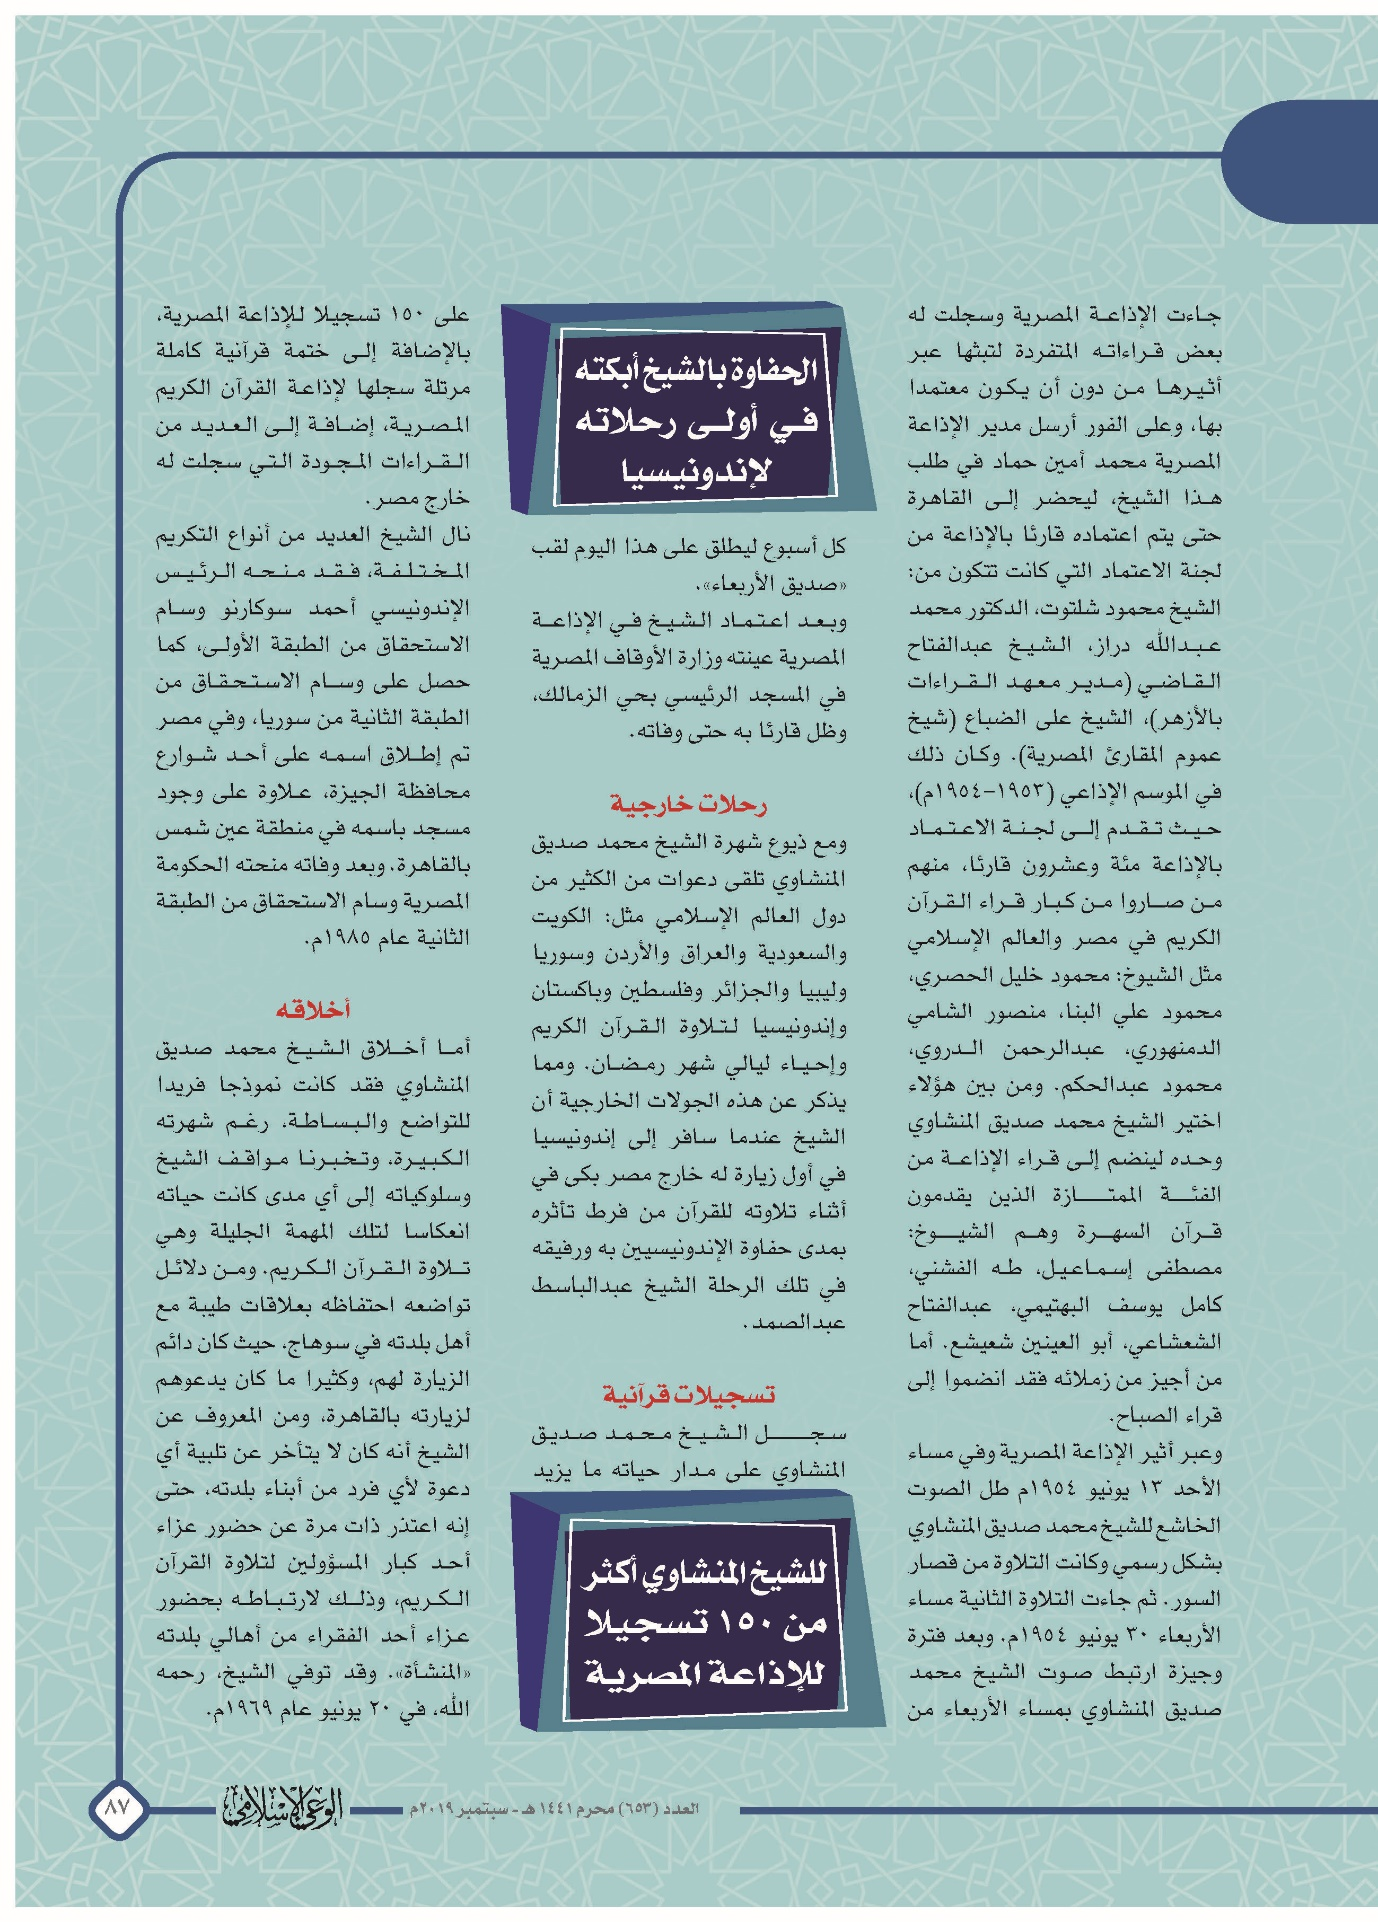 جاءت الإذاعة المصرية وسجلت له
بعض قراءاته المتفردة لتبثها عبر
أثيرها من دون أن يكون معتمدا
بها، وعلى الفور أرسل مدير الإذاعة
المصرية محمد أمين حماد في طلب
هذا الشيخ، ليحضر إلى القاهرة
حتى يتم اعتماده قارئا بالإذاعة من
لجنة الاعتماد التي كانت تتكون من:
الشيخ محمود شلتوت، الدكتور محمد
عبدالله دراز، الشيخ عبدالفتاح
القاضي (مدير معهد القراءات
بالأزهر)، الشيخ على الضباع (شيخ
عموم المقارئ المصرية). وكان ذلك
في الموسم الإذاعي (١٩٥٣-١٩٥٤م)،
حيث تقدم إلى لجنة الاعتماد
بالإذاعة مئة وعشرون قارئا، منهم
من صاروا من كبار قراء القرآن
الكريم في مصر والعالم الإسلامي
مثل الشيوخ: محمود خليل الحصري،
محمود علي البنا، منصور الشامي
الدمنهوري، عبدالرحمن الدروي،
محمود عبدالحكم. ومن بين هؤلاء
اختير الشيخ محمد صديق المنشاوي
وحده لينضم إلى قراء الإذاعة من
الفئة الممتازة الذين يقدمون
قرآن السهرة وهم الشيوخ:
مصطفى إسماعيل، طه الفشني،
كامل يوسف البهتيمي، عبدالفتاح
الشعشاعي، أبو العينين شعيشع. أما
من أجيز من زملائه فقد انضموا إلى
قراء الصباح.
وعبر أثير الإذاعة المصرية وفي مساء
الأحد ١٣ يونيو ١٩٥٤م طل الصوت
الخاشع للشيخ محمد صديق المنشاوي
بشكل رسمي وكانت التلاوة من قصار
السور. ثم جاءت التلاوة الثانية مساء
الأربعاء ٣٠ يونيو ١٩٥٤م. وبعد فترة
وجيزة ارتبط صوت الشيخ محمد
صديق المنشاوي بمساء الأربعاء من
الحفاوة بالشيخ أبكته
في أولى رحلاته
لإندونيسيا
كل أسبوع ليطلق على هذا اليوم لقب
«صديق الأربعاء».
وبعد اعتماد الشيخ في الإذاعة
المصرية عينته وزارة الأوقاف المصرية
في المسجد الرئيسي بحي الزمالك،
وظل قارئا به حتى وفاته.
رحلات خارجية
ومع ذيوع شهرة الشيخ محمد صديق
المنشاوي تلقى دعوات من الكثير من
دول العالم الإسلامي مثل: الكويت
والسعودية والعراق والأردن وسوريا
وليبيا والجزائر وفلسطين وباكستان
وإندونيسيا لتلاوة القرآن الكريم
وإحياء ليالي شهر رمضان. ومما
يذكر عن هذه الجولات الخارجية أن
الشيخ عندما سافر إلى إندونيسيا
في أول زيارة له خارج مصر بكى في
أثناء تلاوته للقرآن من فرط تأثره
بمدى حفاوة الإندونيسيين به ورفيقه
في تلك الرحلة الشيخ عبدالباسط
عبدالصمد.
تسجيلات قرآنية
سجل الشيخ محمد صديق
المنشاوي على مدار حياته ما يزيد
للشيخ المنشاوي أكثر
من ١٥٠ تسجيلا
للإذاعة المصرية
على ١٥٠ تسجيلا للإذاعة المصرية،
بالإضافة إلى ختمة قرآنية كاملة
مرتلة سجلها لإذاعة القرآن الكريم
المصرية، إضافة إلى العديد من
القراءات المجودة التي سجلت له
خارج مصر.
نال الشيخ العديد من أنواع التكريم
المختلفة، فقد منحه الرئيس
الإندونيسي أحمد سوكارنو وسام
الاستحقاق من الطبقة الأولى، كما
حصل على وسام الاستحقاق من
الطبقة الثانية من سوريا، وفي مصر
تم إطلاق اسمه على أحد شوارع
محافظة الجيزة، علاوة على وجود
مسجد باسمه في منطقة عين شمس
بالقاهرة. وبعد وفاته منحته الحكومة
المصرية وسام الاستحقاق من الطبقة
الثانية عام ١٩٨٥م.
أخلاقه
أما أخلاق الشيخ محمد صديق
المنشاوي فقد كانت نموذجا فريدا
للتواضع والبساطة، رغم شهرته
الكبيرة، وتخبرنا مواقف الشيخ
وسلوكياته إلى أي مدى كانت حياته
انعكاسا لتلك المهمة الجليلة وهي
تلاوة القرآن الكريم. ومن دلائل
تواضعه احتفاظه بعلاقات طيبة مع
أهل بلدته في سوهاج، حيث كان دائم
الزيارة لهم، وكثيرا ما كان يدعوهم
لزيارته بالقاهرة، ومن المعروف عن
الشيخ أنه كان لا يتأخر عن تلبية أي
دعوة لأي فرد من أبناء بلدته، حتى
إنه اعتذر ذات مرة عن حضور عزاء
أحد كبار المسؤولين لتلاوة القرآن
الكريم، وذلك لارتباطه بحضور
عزاء أحد الفقراء من أهالي بلدته
«المنشأة». وقد توفي الشيخ، رحمه
الله، في ٢٠ يونيو عام ١٩٦٩م.
العدد (٦٥٣) محرم ١٤٤١ هـ - سبتمبر ٢٠١٩م
الوعي الإسلامي
٨٧